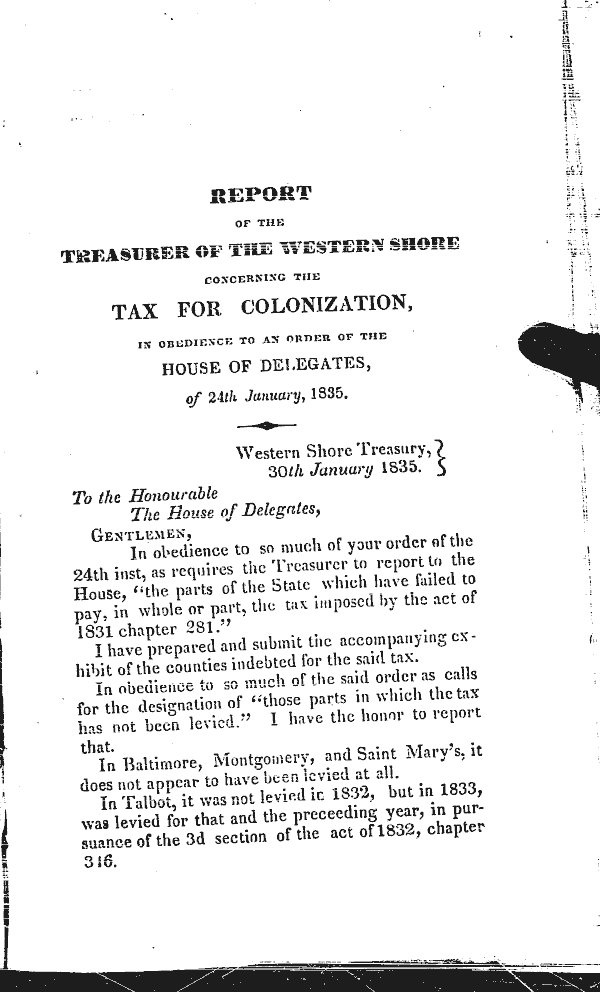 REPORT
OF THE
TREASURER OF THE WESTERN SHORE
CONCERNING THE
TAX FOR COLONIZATION,
IN OBEDIENCE TO AN ORDER OF THE
HOUSE OF DELEGATES,
of 24th January, 1835.
Western Shore Treasury, }
30th January 1835. }
To the Honourable
The House of Delegates,
GENTLEMEN,
In obedience to so much of your order of the
24th inst, as requires the Treasurer to report to the
House, "the parts of the State which have failed to
pay, in whole or part, the tax imposed by the act of
1831 chapter 281."
I have prepared and submit the accompanying ex-
hibit of the counties indebted for the said tax.
In obedience to so much of the said order as calls
for the designation of "those parts in which the tax
has not been levied." I have the honor to report
that.
In Baltimore, Montgomery, and Saint Mary's, it
does not appear to have been levied at all.
In Talbot, it was not levied in 1832, but in 1833,
was levied for that and the preceeding year, in pur-
suance of the 3d section of the act of 1832, chapter
316.